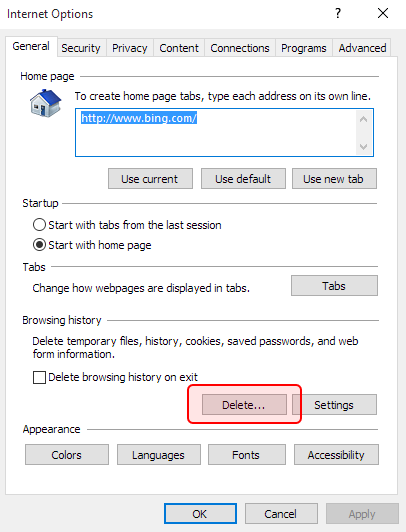 Internet Options
?
General Security Privacy Content Connections Programs Advanced
Home page
To create home page tabs, type each address on its own line.
http://www.bing.com/
Use current Use default Use new tab
Startup
Start with tabs from the last session
Start with home page
Tabs
Change how webpages are displayed in tabs. Tabs
Browsing history
Delete temporary files, history, cookies, saved passwords, and web
form information.
Delete browsing history on exit
Delete... Settings
Appearance
Colors Languages Fonts Accessibility
OK Cancel Apply